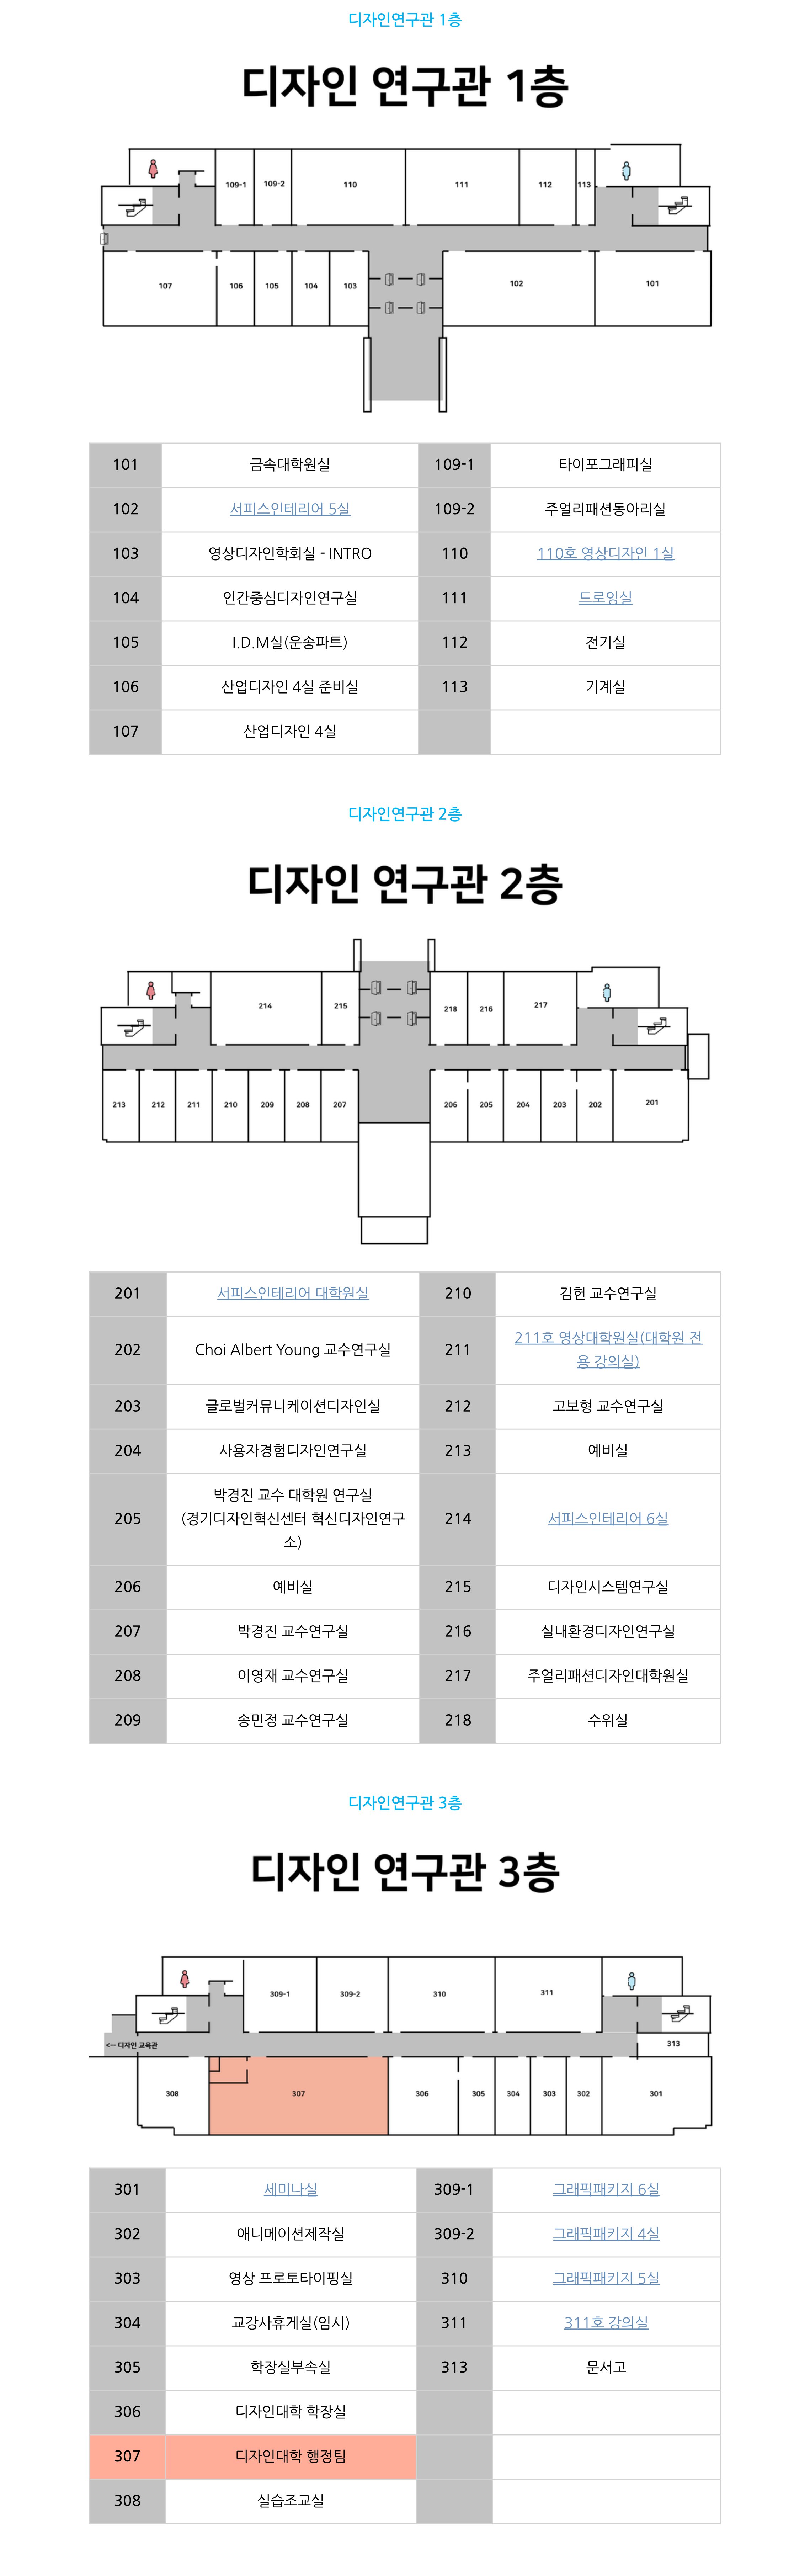 디자인연구관 1층
디자인 연구관 1층
109-1
109-2
110
111
112
113
107
106
105
104
103
102
101
101 금속대학원실 109-1 타이포그래피실
102 서피스인테리어 5실 109-2 주얼리패션동아리실
103 영상디자인학회실 - INTRO 110 110호 영상디자인 1실
104 인간중심디자인연구실 111 드로잉실
105 I.D.M실(운송파트) 112 전기실
106 산업디자인 4실 준비실 113 기계실
107 산업디자인 4실
디자인연구관 2층
디자인 연구관 2층
214
215
218
216
217
213
212
211
210
209
208
207
206
205
204
203
202
201
201 서피스인테리어 대학원실 210 김헌 교수연구실
202 Choi Albert Young 교수연구실 211 211호 영상대학원실(대학원 전
용 강의실)
203 글로벌커뮤니케이션디자인실 212 고보형 교수연구실
204 사용자경험디자인연구실 213 예비실
박경진 교수 대학원 연구실
205 (경기디자인혁신센터 혁신디자인연구 214 서피스인테리어 6실
소)
206 예비실 215 디자인시스템연구실
207 박경진 교수연구실 216 실내환경디자인연구실
208 이영재 교수연구실 217 주얼리패션디자인대학원실
209 송민정 교수연구실 218 수위실
디자인연구관 3층
디자인 연구관 3층
309-1
309-2
310
311
<-- 디자인 교육관
313
308
307
306
305
304
303
302
301
301 세미나실 309-1 그래픽패키지 6실
302 애니메이션제작실 309-2 그래픽패키지 4실
303 영상 프로토타이핑실 310 그래픽패키지 5실
304 교강사휴게실(임시) 311 311호 강의실
305 학장실부속실 313 문서고
306 디자인대학 학장실
307 디자인대학 행정팀
308 실습조교실